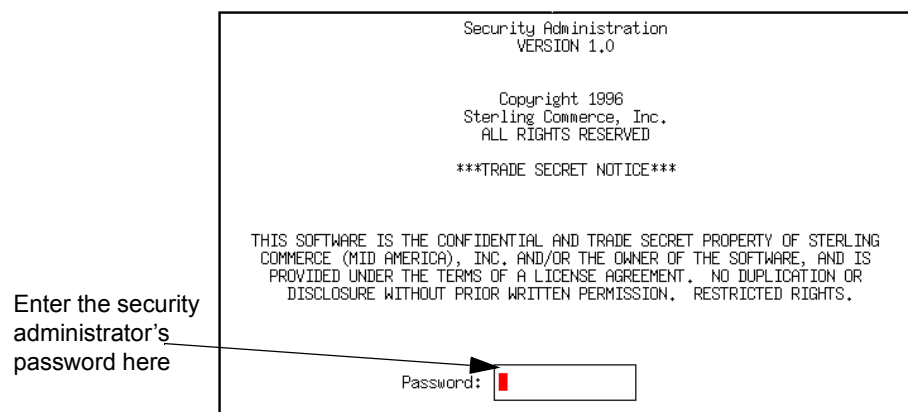 Security Administration
VERSION 1.0
Copyright 1996
Sterling Commerce, Inc.
ALL RIGHTS RESERVED
***TRADE SECRET NOTICE***
THIS SOFTWARE IS THE CONFIDENTIAL AND TRADE SECRET PROPERTY OF STERLING
COMMERCE (MID AMERICA), INC. AND/OR THE OWNER OF THE SOFTWARE, AND IS
PROVIDED UNDER THE TERMS OF A LICENSE AGREEMENT. NO DUPLICATION OR
DISCLOSURE WITHOUT PRIOR WRITTEN PERMISSION. RESTRICTED RIGHTS.
Enter the security
administrator’s
password here
Password: